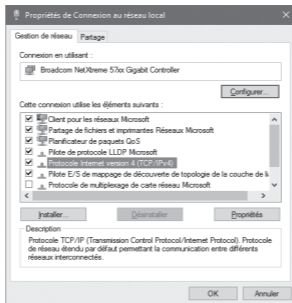 Propriétés de Connexion au réseau local
Gestion de réseau Partage
Connexion en utilisant :
Broadcom NetXtreme 57xx Gigabit Controller
Configurer...
Cette connexion utilise les éléments suivants :
Client pour les réseaux Microsoft
Partage de fichiers et imprimantes Réseaux Microsoft
Planificateur de paquets QoS
Pilote de protocole LLDP Microsoft
Protocole Internet version 4 (TCP/IPv4)
Pilote E/S de mappage de découverte de topologie de la couche de li
Protocole de multiplexage de carte réseau Microsoft
Installer... Désinstaller Propriétés
Description
Protocole TCP/IP (Transmission Control Protocol/Internet Protocol). Protocole
de réseau étendu par défaut permettant la communication entre différents
réseaux interconnectés.
OK Annuler